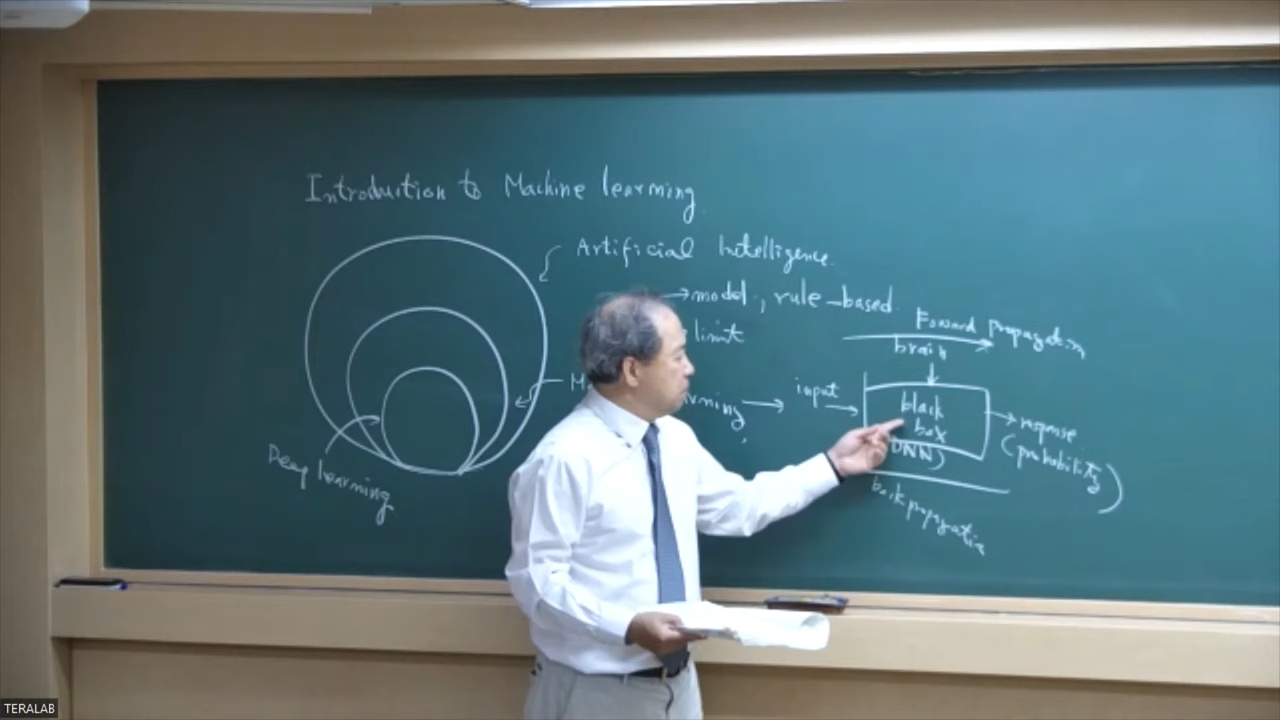 Introduction to Machine learning
Artificial Intelligence
→ model, rule-based
limit
Foward propagation
brain
input
black
box
(DNN)
→ response
(probability)
back propagation
Deep learning
TERALAB